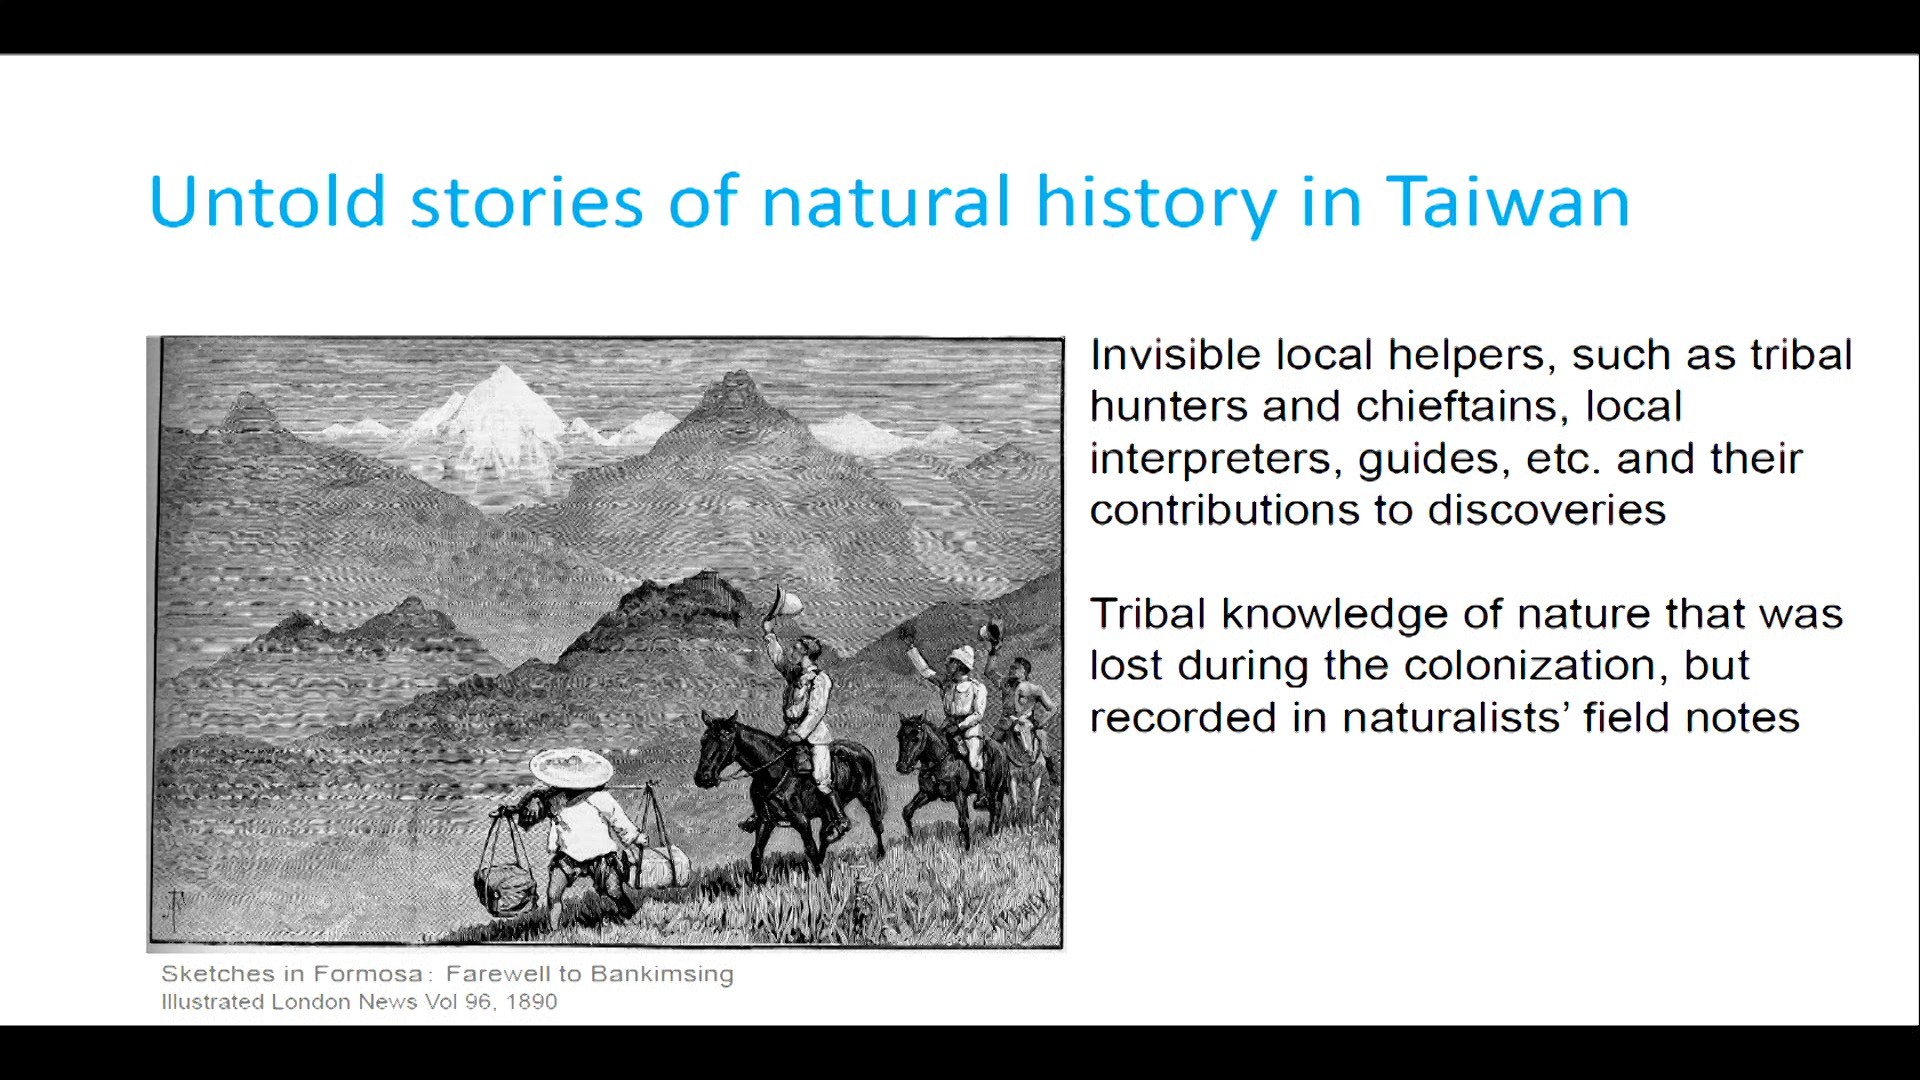 Untold stories of natural history in Taiwan
Invisible local helpers, such as tribal
hunters and chieftains, local
interpreters, guides, etc. and their
contributions to discoveries
Tribal knowledge of nature that was
lost during the colonization, but
recorded in naturalists’ field notes
Sketches in Formosa : Farewell to Bankimsing
Illustrated London News Vol 96, 1890